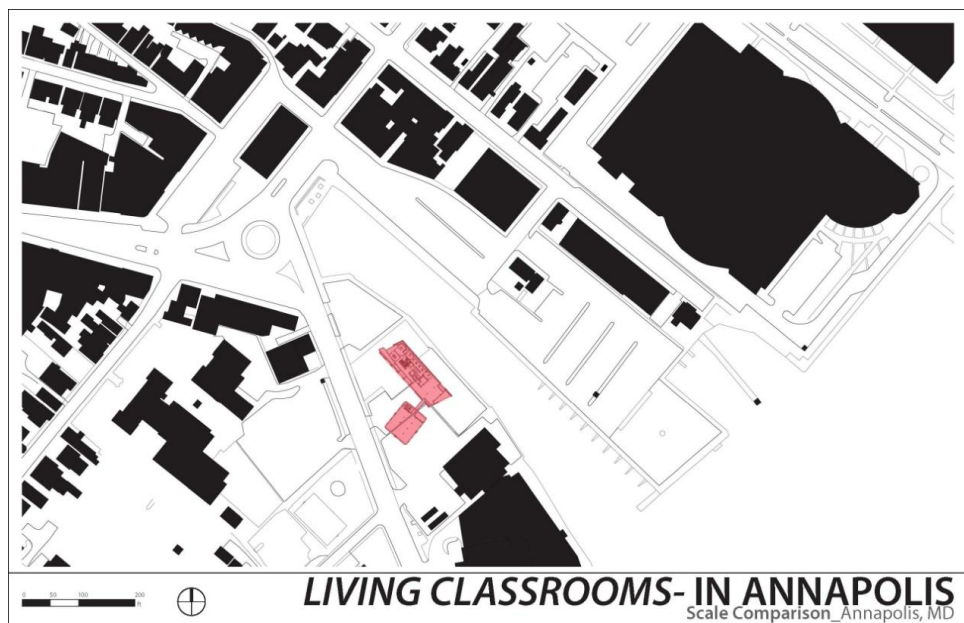 0 50 100 200
ft
LIVING CLASSROOMS- IN ANNAPOLIS
Scale Comparison_Annapolis, MD